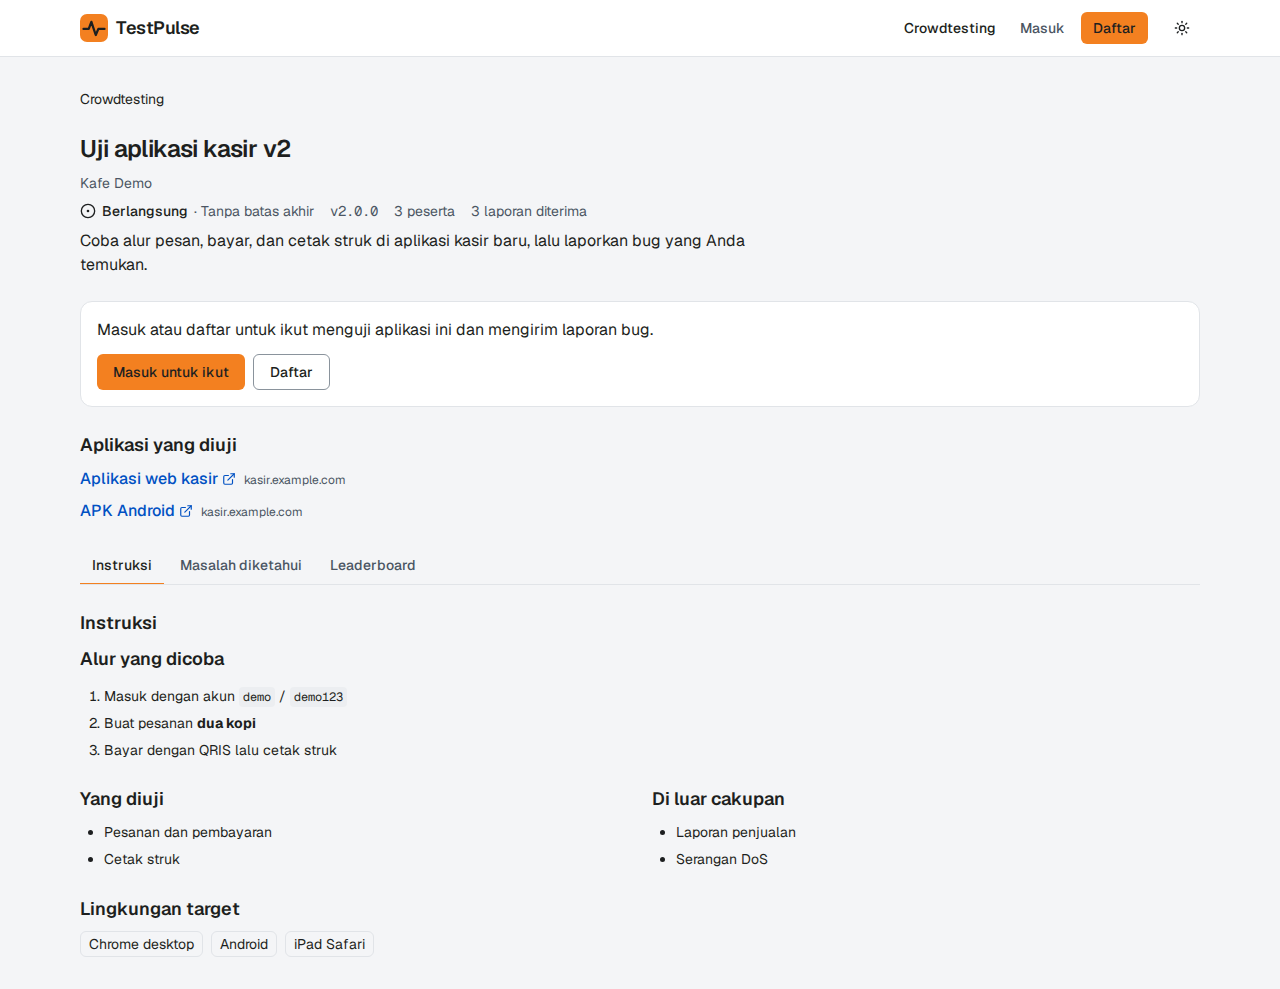 TestPulse
Crowdtesting
Masuk
Daftar
Crowdtesting
Uji aplikasi kasir v2
Kafe Demo
Berlangsung · Tanpa batas akhir v2.0.0 3 peserta 3 laporan diterima
Coba alur pesan, bayar, dan cetak struk di aplikasi kasir baru, lalu laporkan bug yang Anda
temukan.
Masuk atau daftar untuk ikut menguji aplikasi ini dan mengirim laporan bug.
Masuk untuk ikut
Daftar
Aplikasi yang diuji
Aplikasi web kasir kasir.example.com
APK Android kasir.example.com
Instruksi
Masalah diketahui
Leaderboard
Instruksi
Alur yang dicoba
1. Masuk dengan akun demo / demo123
2. Buat pesanan dua kopi
3. Bayar dengan QRIS lalu cetak struk
Yang diuji
• Pesanan dan pembayaran
• Cetak struk
Di luar cakupan
• Laporan penjualan
• Serangan DoS
Lingkungan target
Chrome desktop
Android
iPad Safari